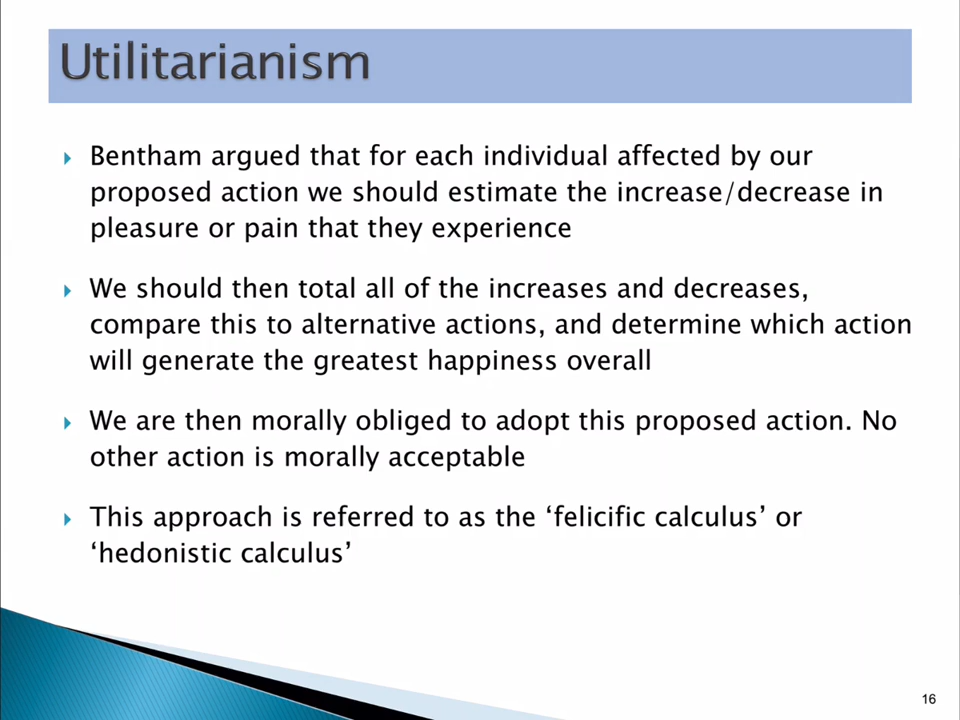 Utilitarianism
Bentham argued that for each individual affected by our
proposed action we should estimate the increase/decrease in
pleasure or pain that they experience
We should then total all of the increases and decreases,
compare this to alternative actions, and determine which action
will generate the greatest happiness overall
We are then morally obliged to adopt this proposed action. No
other action is morally acceptable
This approach is referred to as the ‘felicific calculus’ or
‘hedonistic calculus’
16